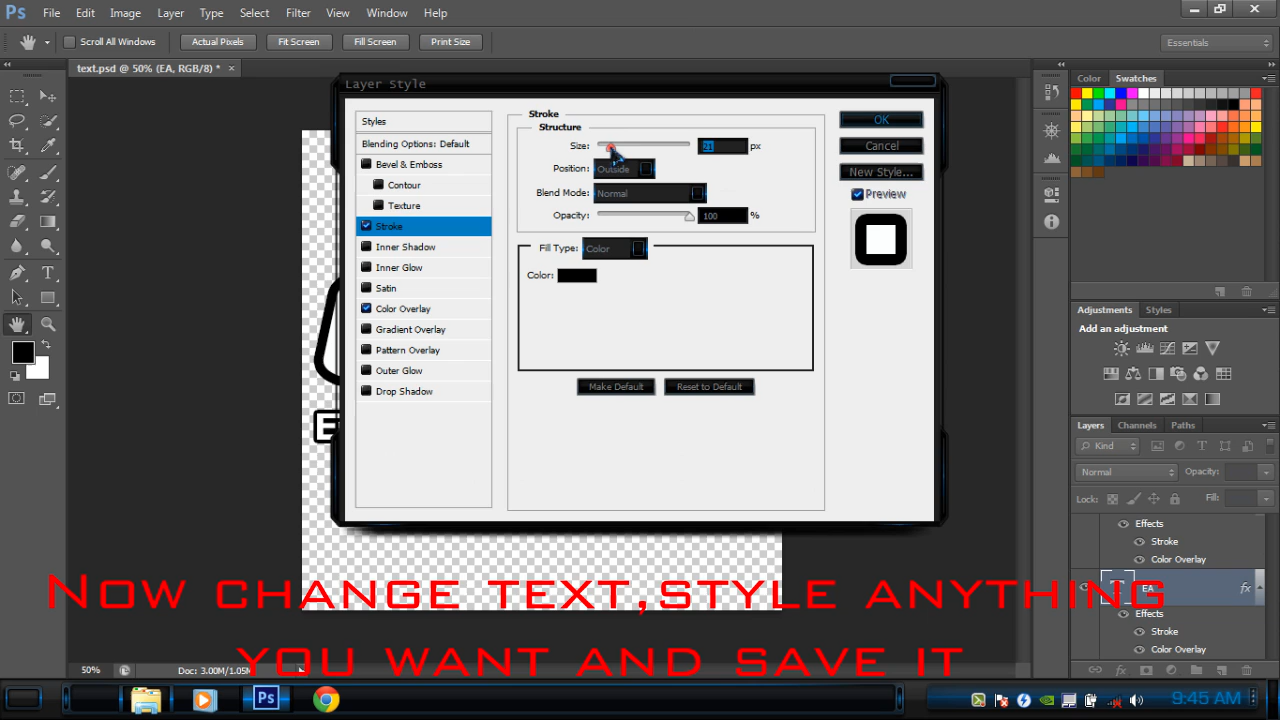 Ps File Edit Image Layer Type Select Filter View Window Help
Scroll All Windows Actual Pixels Fit Screen Fill Screen Print Size Essentials
text.psd @ 50% (EA, RGB/8) * ×
Layer Style
Styles
Blending Options: Default
Bevel & Emboss
Contour
Texture
Stroke
Inner Shadow
Inner Glow
Satin
Color Overlay
Gradient Overlay
Pattern Overlay
Outer Glow
Drop Shadow
Stroke
Structure
Size: 21 px
Position: Outside
Blend Mode: Normal
Opacity: 100 %
Fill Type: Color
Color:
Make Default Reset to Default
OK
Cancel
New Style...
Preview
Color Swatches
Adjustments Styles
Add an adjustment
Layers Channels Paths
Kind
Normal Opacity:
Lock: Fill:
Effects
Stroke
Color Overlay
T EA fx
Effects
Stroke
Color Overlay
E
Now change text,style anything
you want and save it
50% Doc: 3.00M/1.05M
Ps
9:45 AM